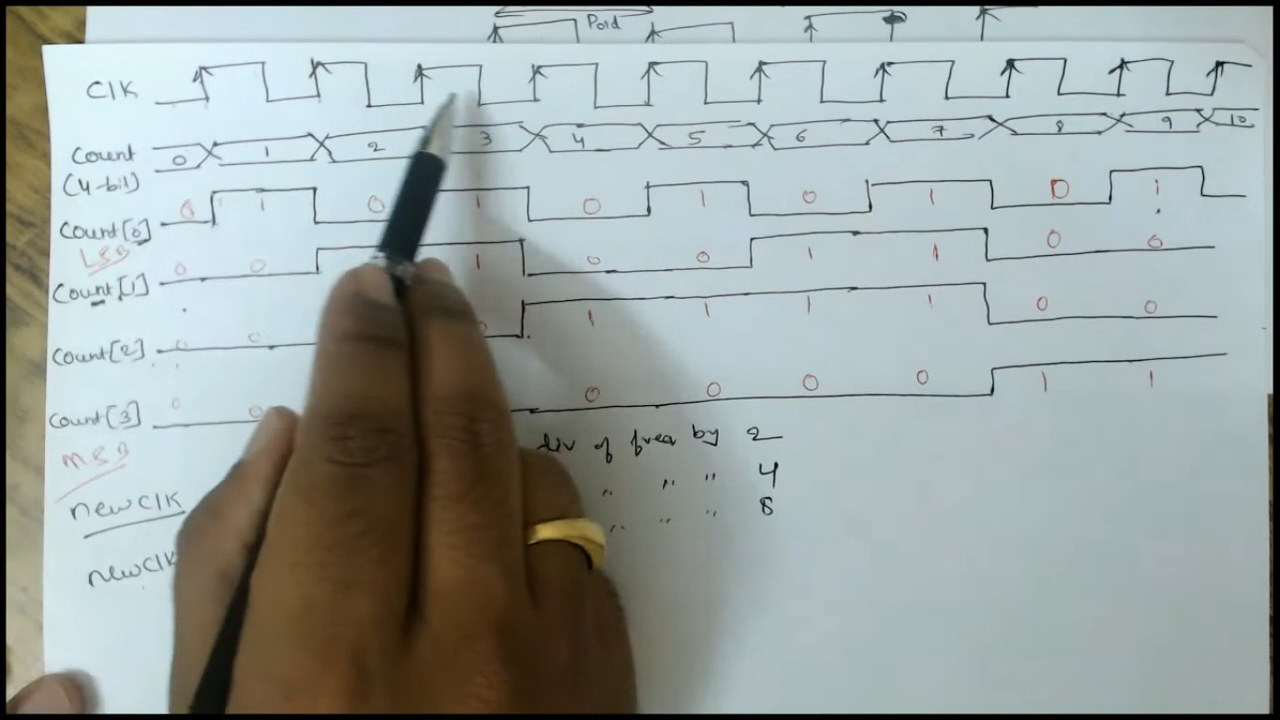 Pdrd
Clk
Count 0 1 2 3 4 5 6 7 8 9 10
(4-bit)
Count[0] 0 1 0 1 0 1 0 1 0 1
LSB
Count[1] 0 0 1 0 0 1 1 0 0
Count[2] 0 0 0 1 1 1 1 0 0
Count[3] 0 0 0 0 0 0 1 1
MSB
div of freq by 2
" " " 4
" " " 8
newclk
newclk